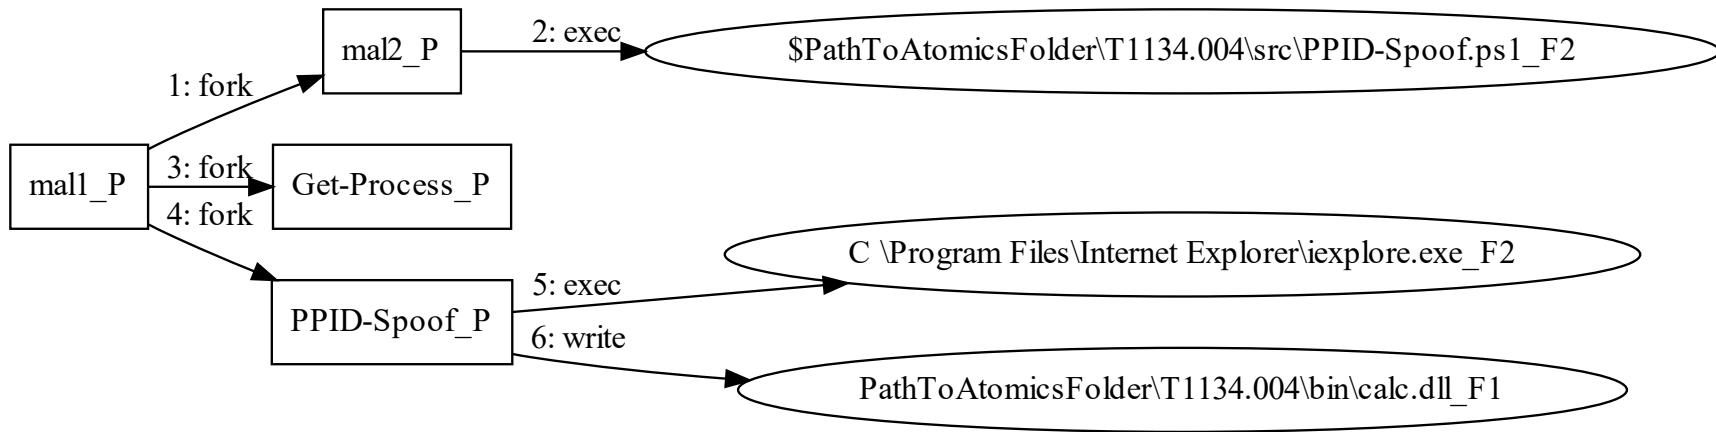 mal2_P
2: exec
$PathToAtomicsFolder\T1134.004\src\PPID-Spoof.ps1_F2
1: fork
mal1_P
3: fork
Get-Process_P
4: fork
PPID-Spoof_P
5: exec
C \Program Files\Internet Explorer\iexplore.exe_F2
6: write
PathToAtomicsFolder\T1134.004\bin\calc.dll_F1